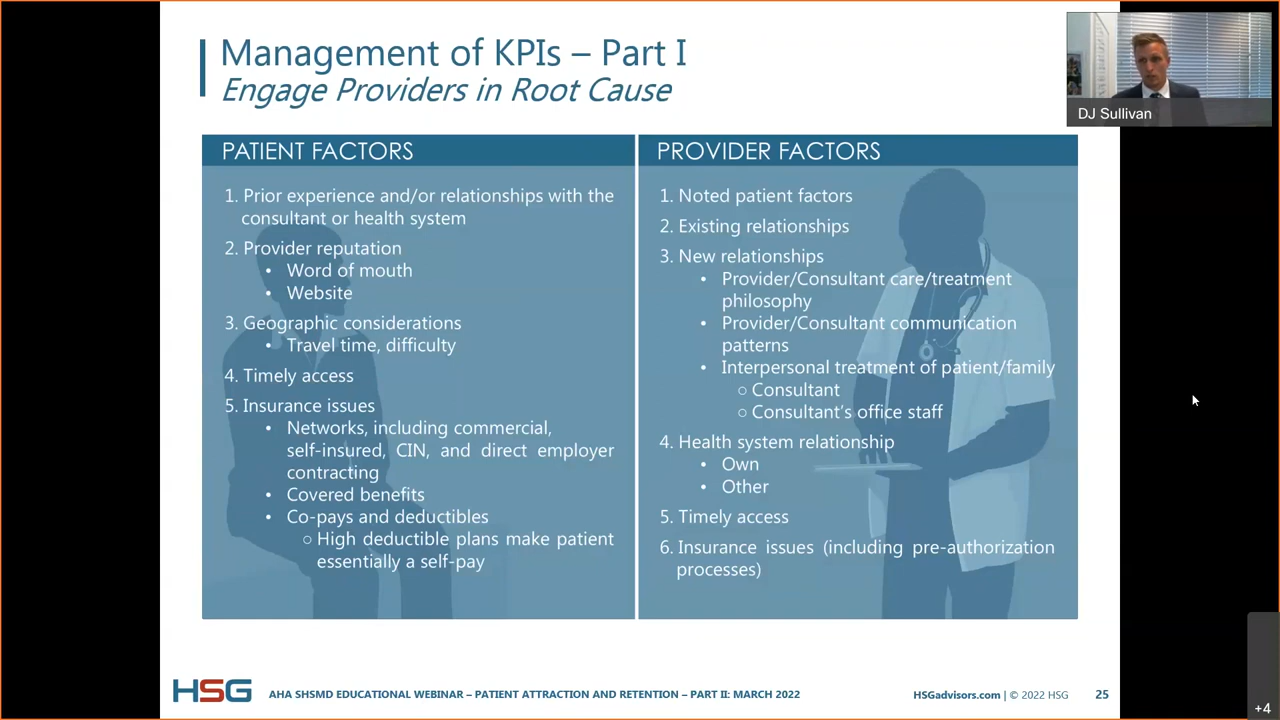 Management of KPIs – Part I
Engage Providers in Root Cause
DJ Sullivan
PATIENT FACTORS
1. Prior experience and/or relationships with the
consultant or health system
2. Provider reputation
• Word of mouth
• Website
3. Geographic considerations
• Travel time, difficulty
4. Timely access
5. Insurance issues
• Networks, including commercial,
self-insured, CIN, and direct employer
contracting
• Covered benefits
• Co-pays and deductibles
○ High deductible plans make patient
essentially a self-pay
PROVIDER FACTORS
1. Noted patient factors
2. Existing relationships
3. New relationships
• Provider/Consultant care/treatment
philosophy
• Provider/Consultant communication
patterns
• Interpersonal treatment of patient/family
○ Consultant
○ Consultant's office staff
4. Health system relationship
• Own
• Other
5. Timely access
6. Insurance issues (including pre-authorization
processes)
HSG
AHA SHSMD EDUCATIONAL WEBINAR – PATIENT ATTRACTION AND RETENTION – PART II: MARCH 2022
HSGadvisors.com | © 2022 HSG 25
+4